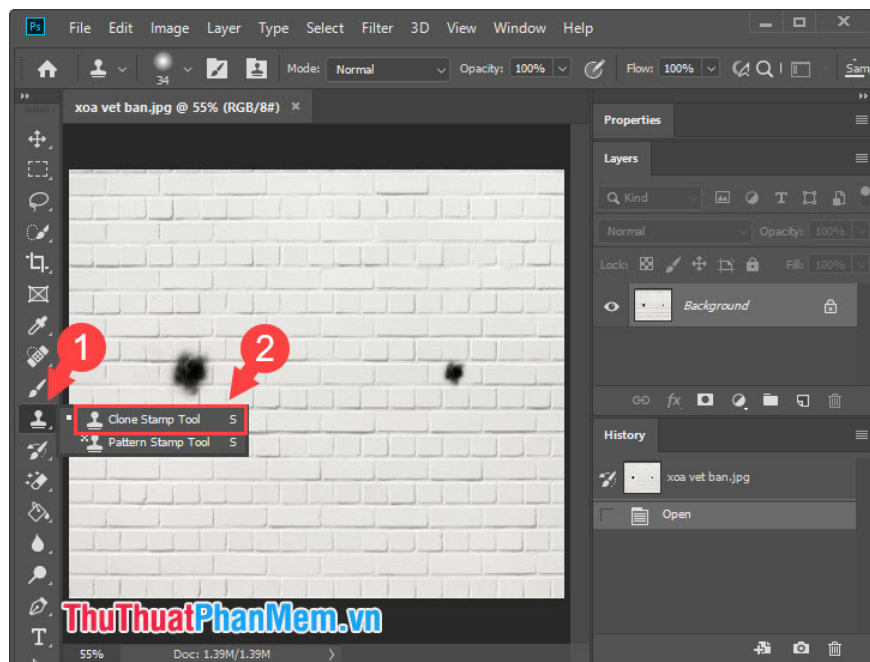 Ps File Edit Image Layer Type Select Filter 3D View Window Help
34 Mode: Normal Opacity: 100% Flow: 100% Sam
xoa vet ban.jpg @ 55% (RGB/8#) ×
Properties
Layers
Kind
Normal Opacity: 100%
Lock: Fill: 100%
Background
1 2
Clone Stamp Tool S
Pattern Stamp Tool S
fx
History
xoa vet ban.jpg
Open
ThuThuatPhanMem.vn
55% Doc: 1.39M/1.39M